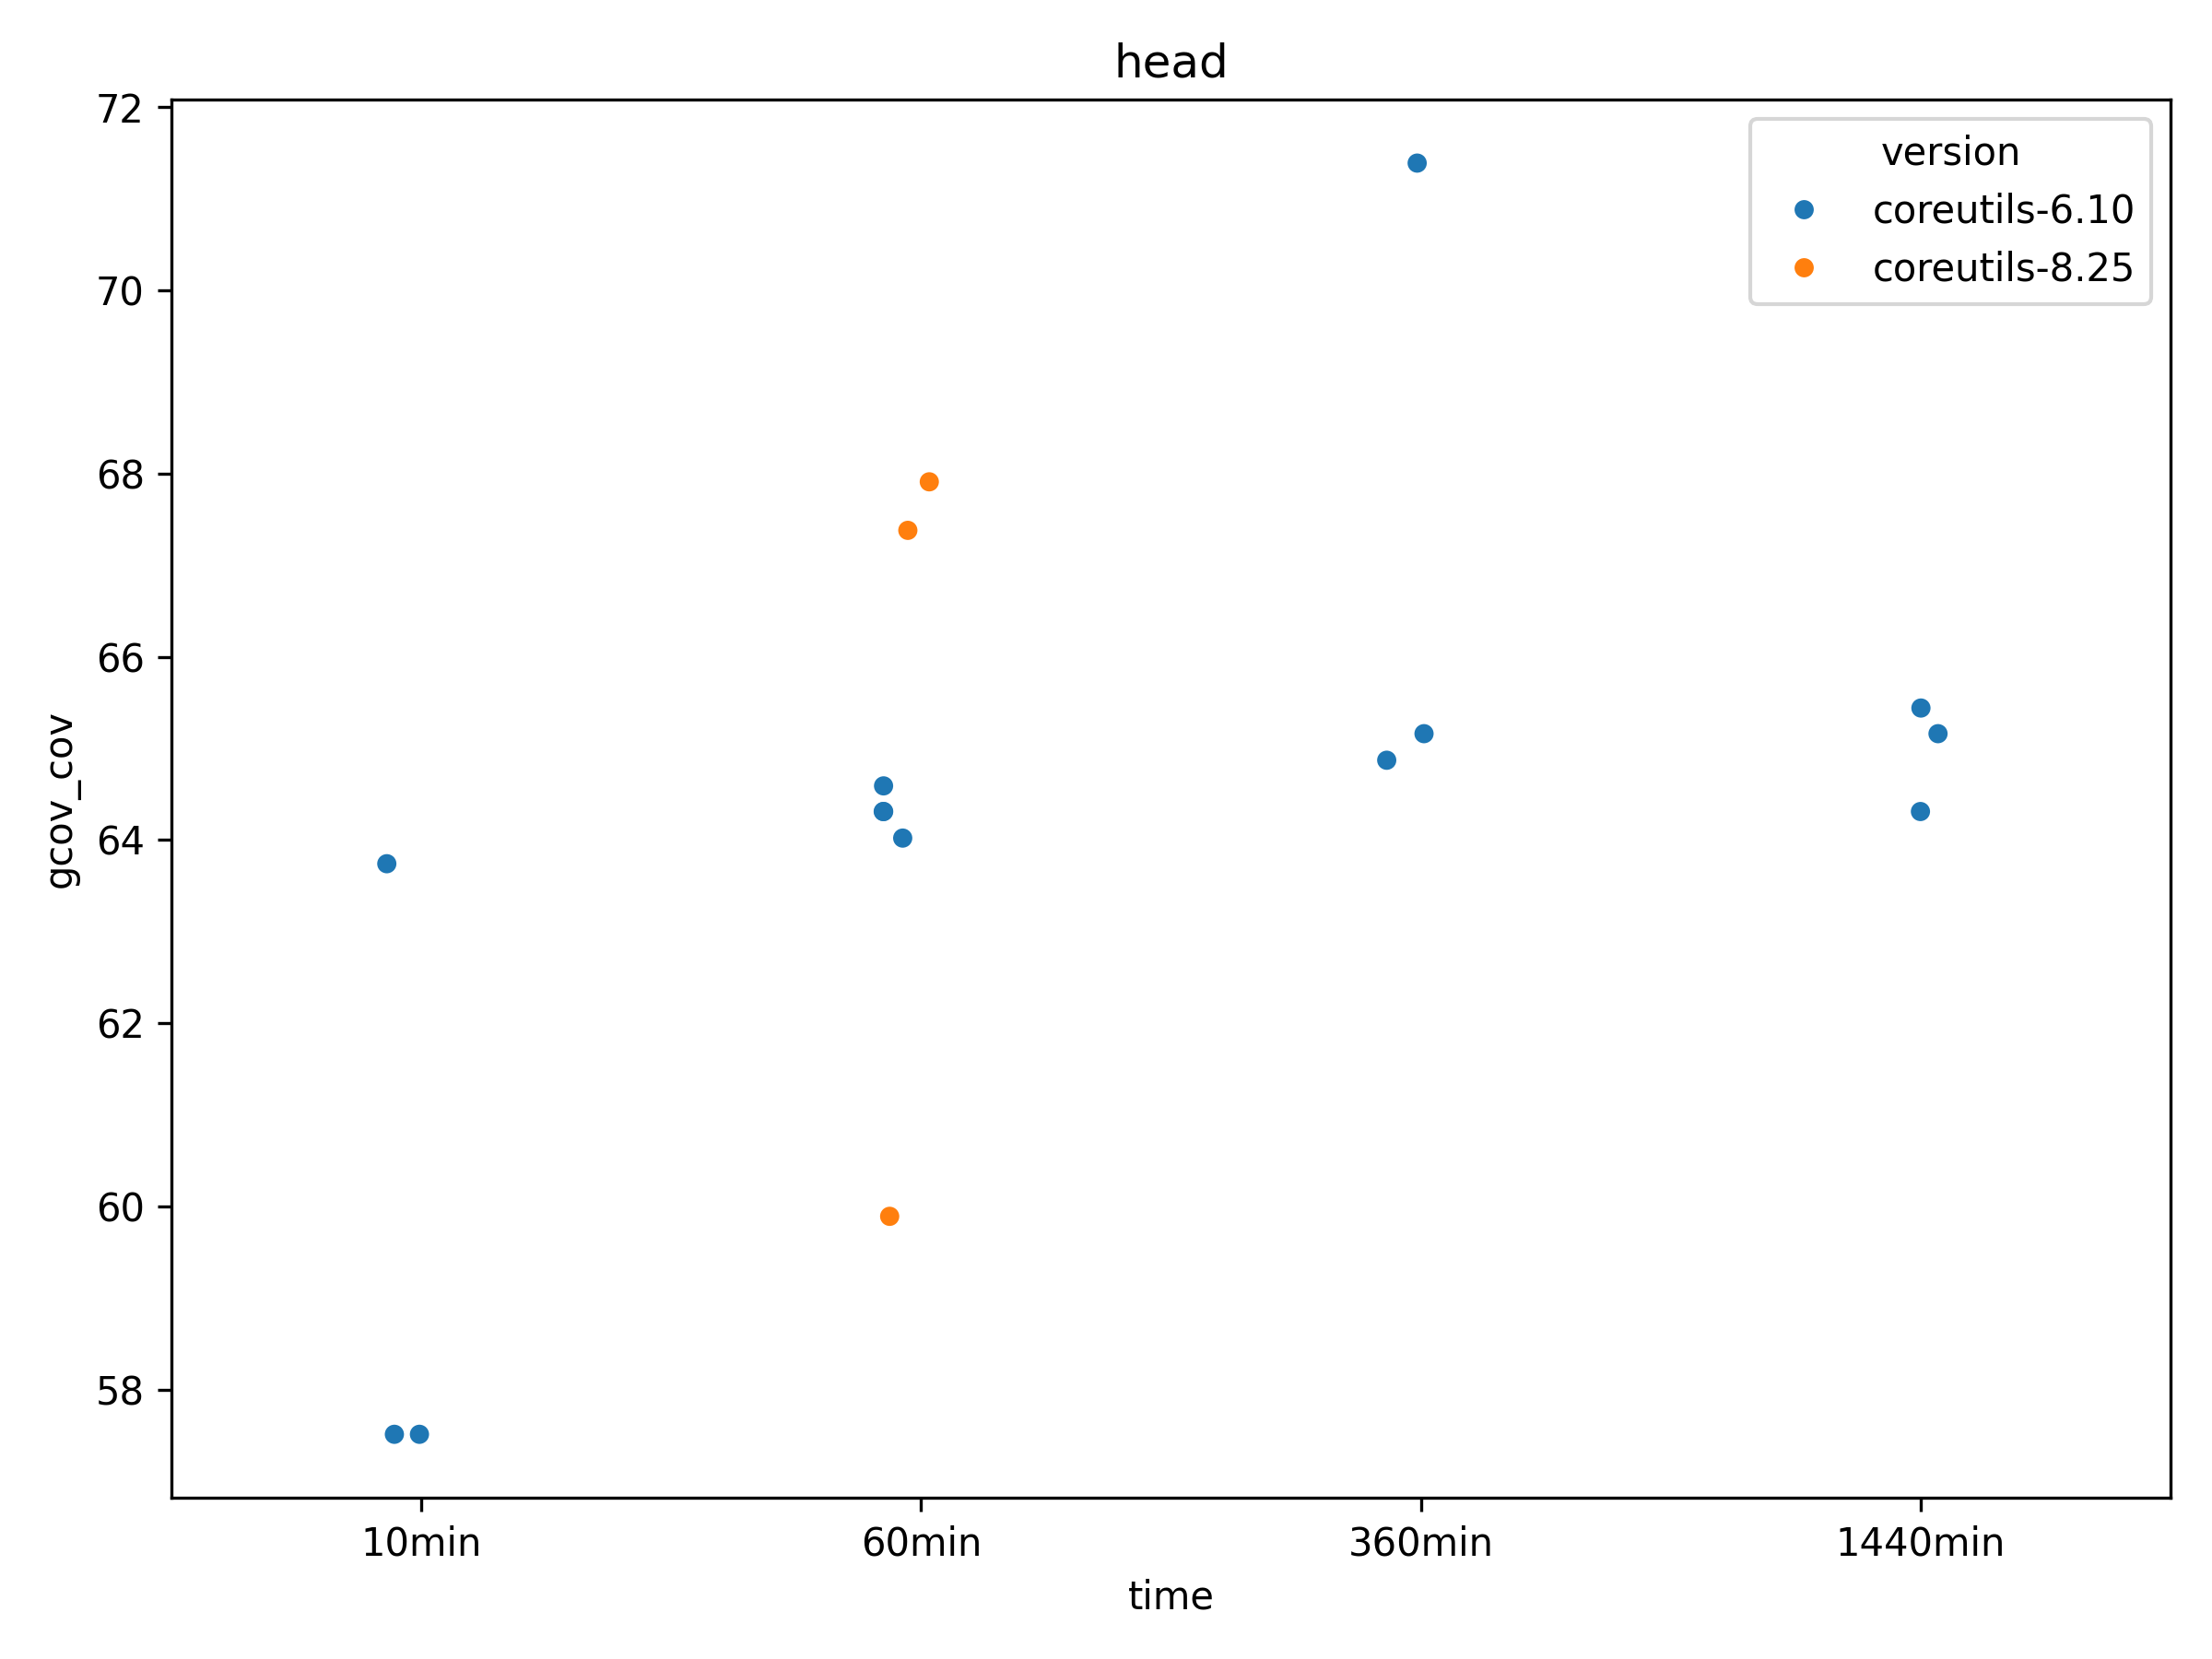 head
version
coreutils-6.10
coreutils-8.25
72
70
68
66
64
62
60
58
gcov_cov
10min
60min
360min
1440min
time